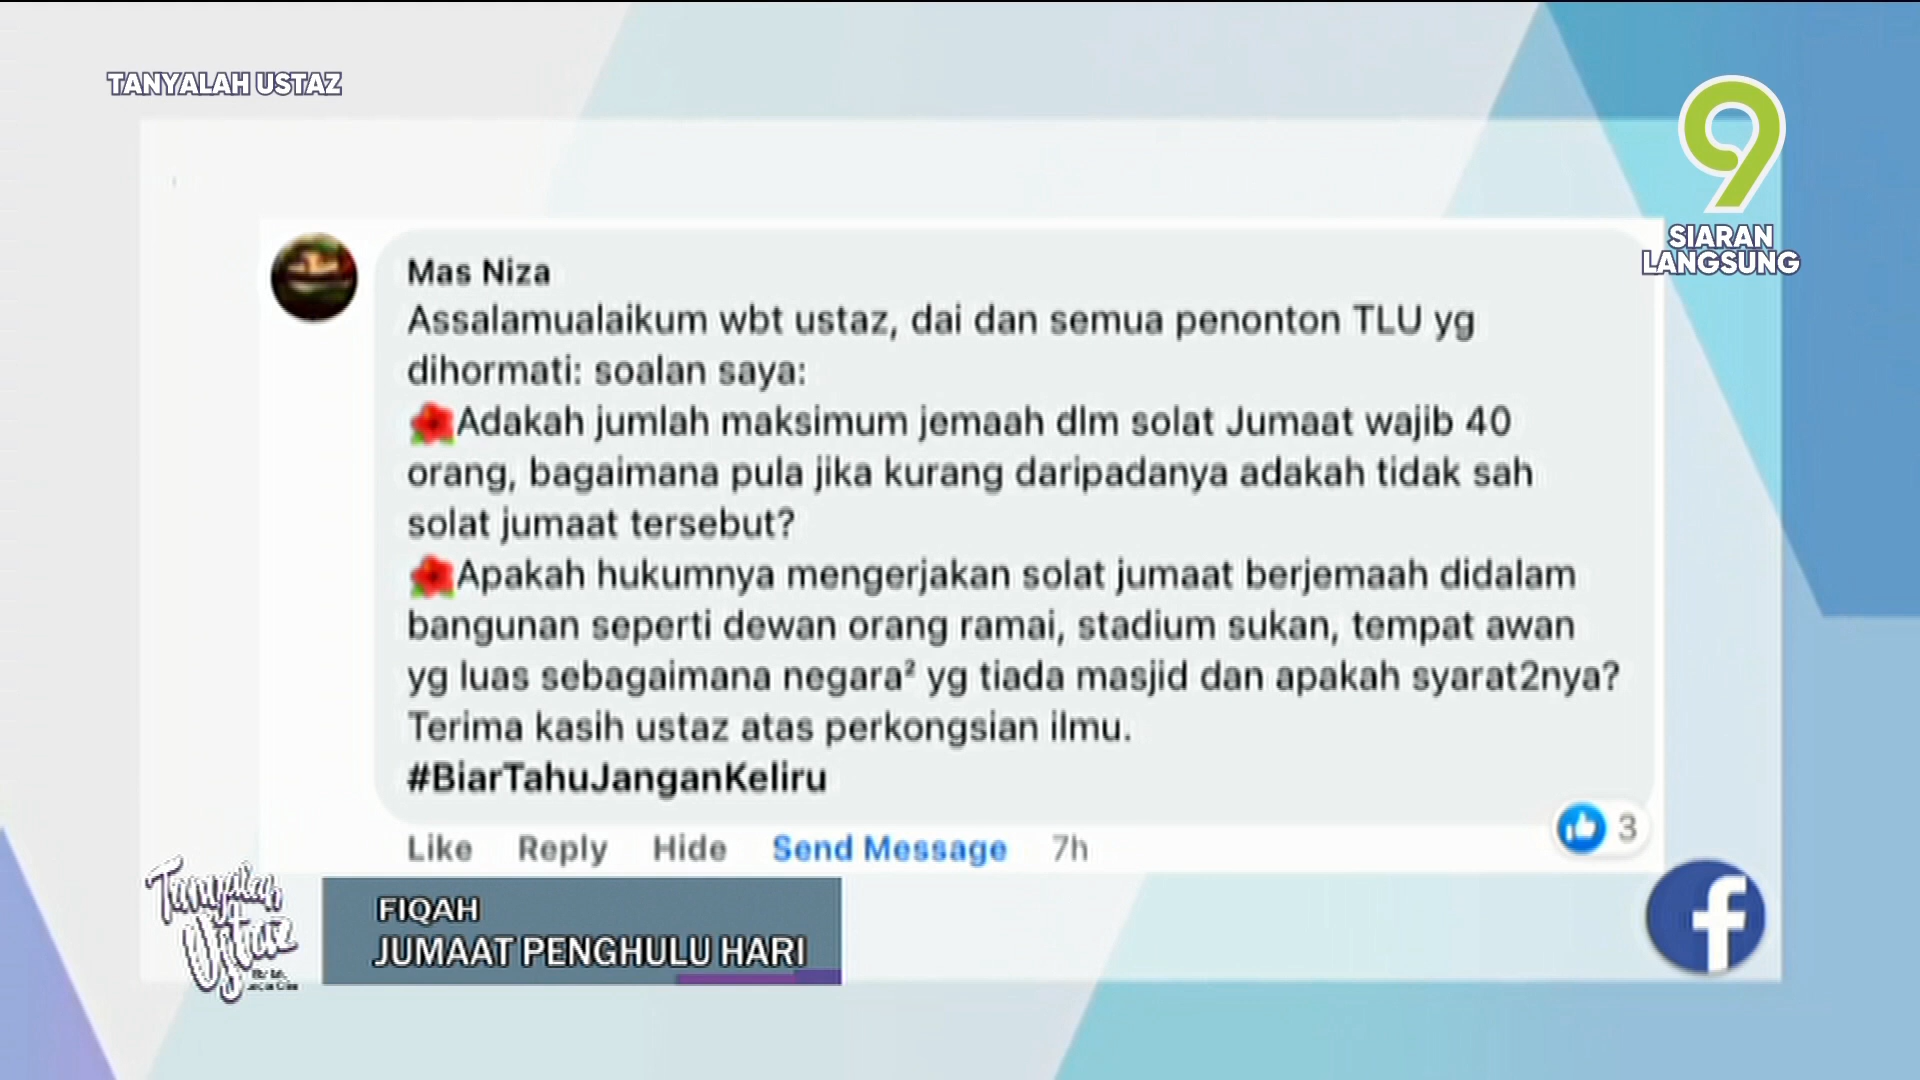 TANYALAH USTAZ
9
SIARAN
LANGSUNG
Mas Niza
Assalamualaikum wbt ustaz, dai dan semua penonton TLU yg
dihormati: soalan saya:
🌺Adakah jumlah maksimum jemaah dlm solat Jumaat wajib 40
orang, bagaimana pula jika kurang daripadanya adakah tidak sah
solat jumaat tersebut?
🌺Apakah hukumnya mengerjakan solat jumaat berjemaah didalam
bangunan seperti dewan orang ramai, stadium sukan, tempat awan
yg luas sebagaimana negara² yg tiada masjid dan apakah syarat2nya?
Terima kasih ustaz atas perkongsian ilmu.
#BiarTahuJanganKeliru
Like Reply Hide Send Message 7h
3
Tanyalah
Ustaz
FIQAH
JUMAAT PENGHULU HARI
f